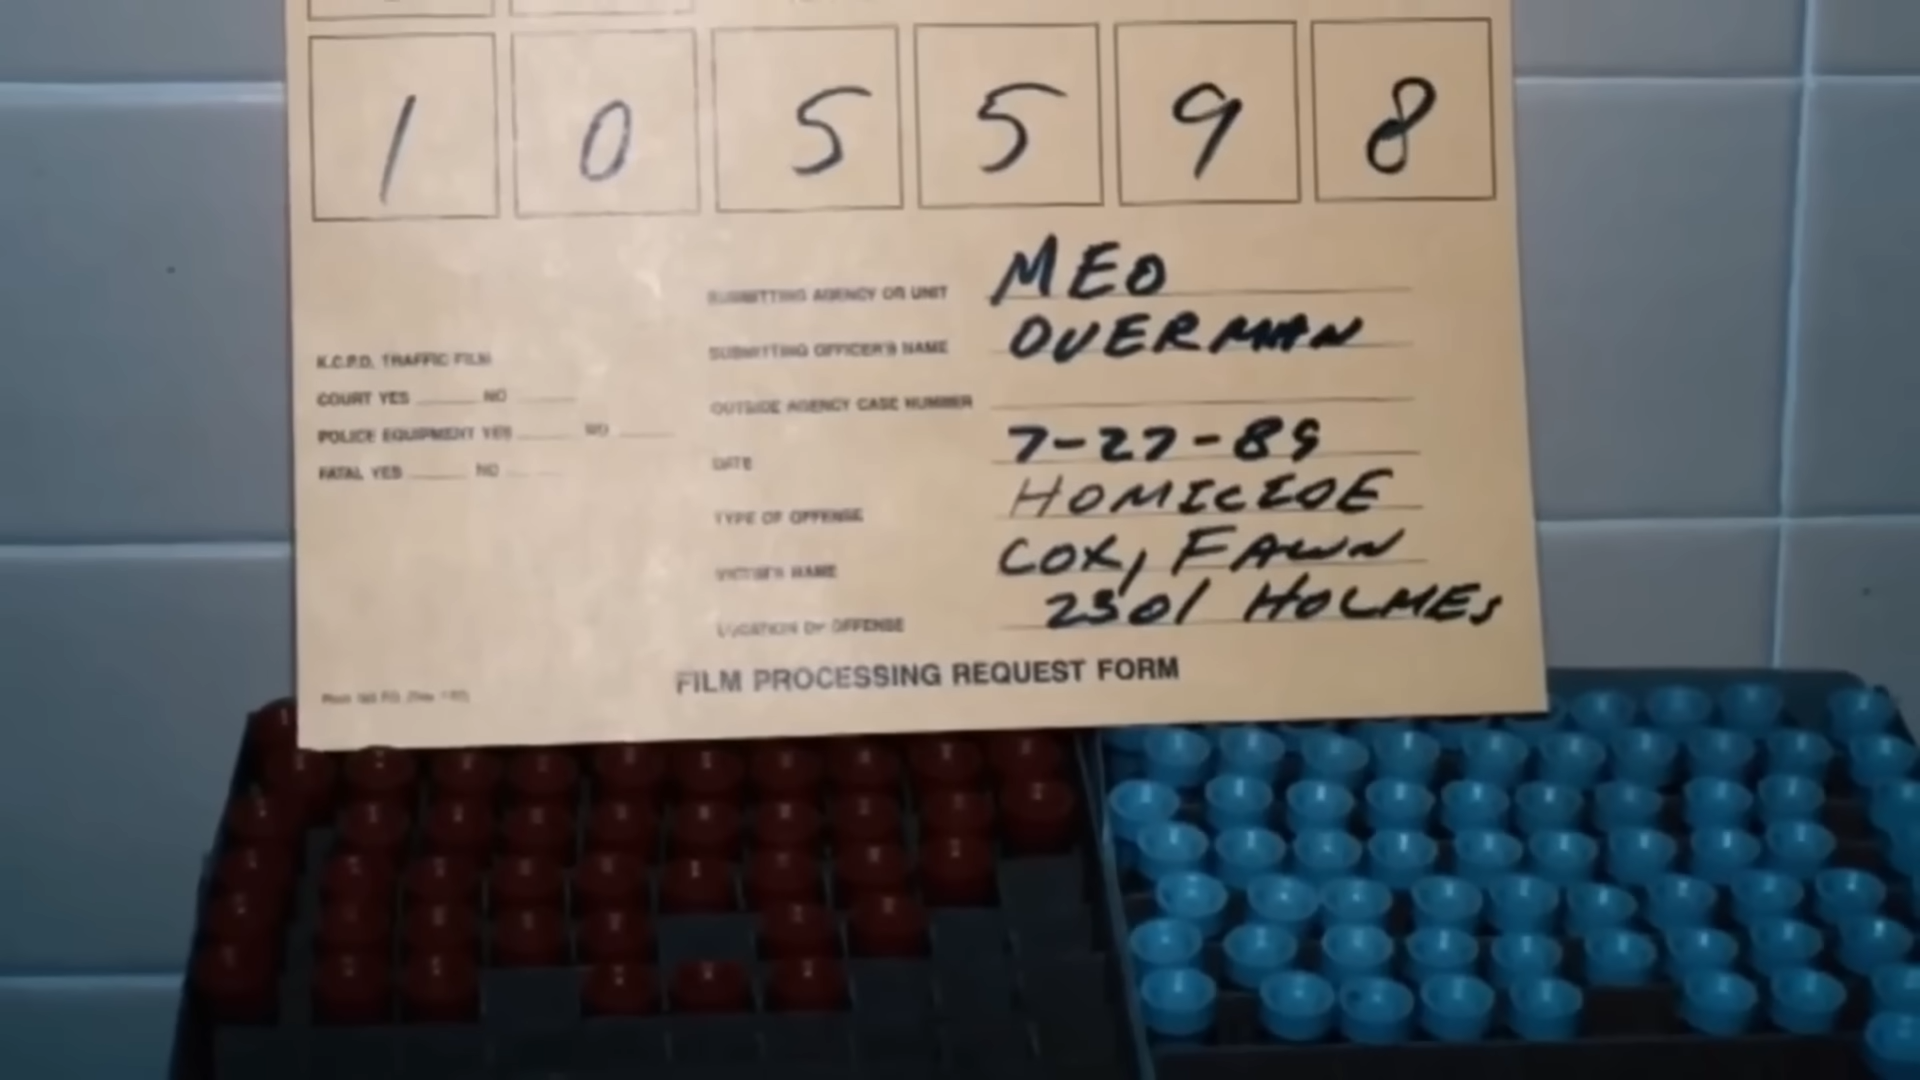 1 0 5 5 9 8
SUBMITTING AGENCY OR UNIT MEO
SUBMITTING OFFICER'S NAME OVERMAN
K.C.P.D. TRAFFIC FILM
OUTSIDE AGENCY CASE NUMBER
COURT YES NO
POLICE EQUIPMENT YES NO
DATE 7-27-89
FATAL YES NO
TYPE OF OFFENSE HOMICIDE
VICTIM'S NAME COX, FAWN
LOCATION OF OFFENSE 2301 HOLMES
FILM PROCESSING REQUEST FORM